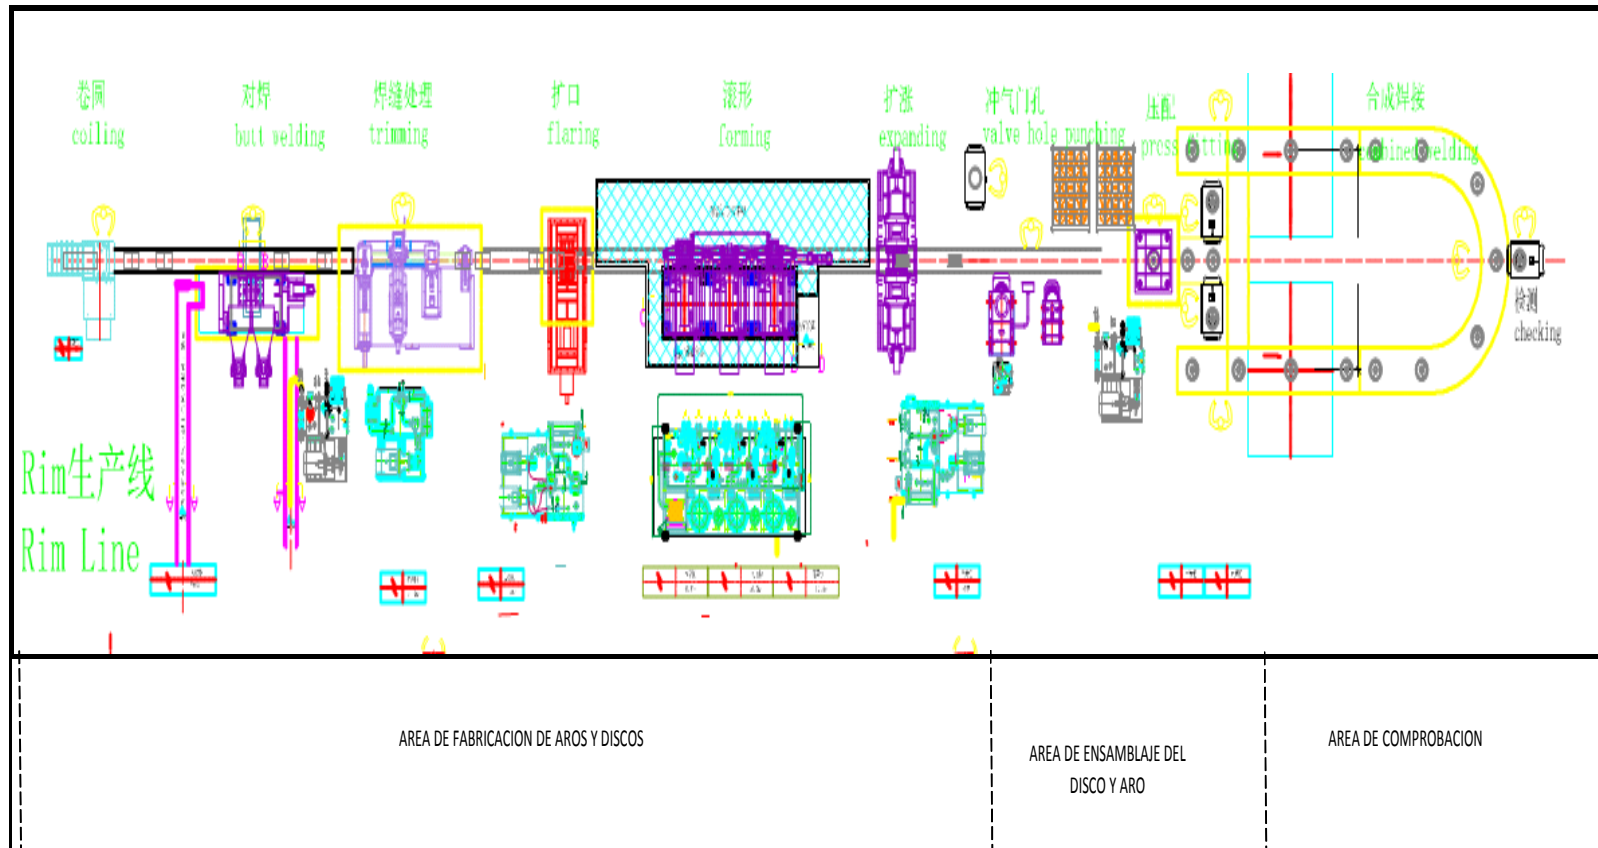 卷圆
coiling
对焊
butt welding
焊缝处理
trimming
扩口
flaring
滚形
forming
扩涨
expanding
冲气门孔
valve hole punching
压配
press fitting
合成焊接
combined welding
检测
checking
Rim生产线
Rim Line
AREA DE FABRICACION DE AROS Y DISCOS
AREA DE ENSAMBLAJE DEL
DISCO Y ARO
AREA DE COMPROBACION